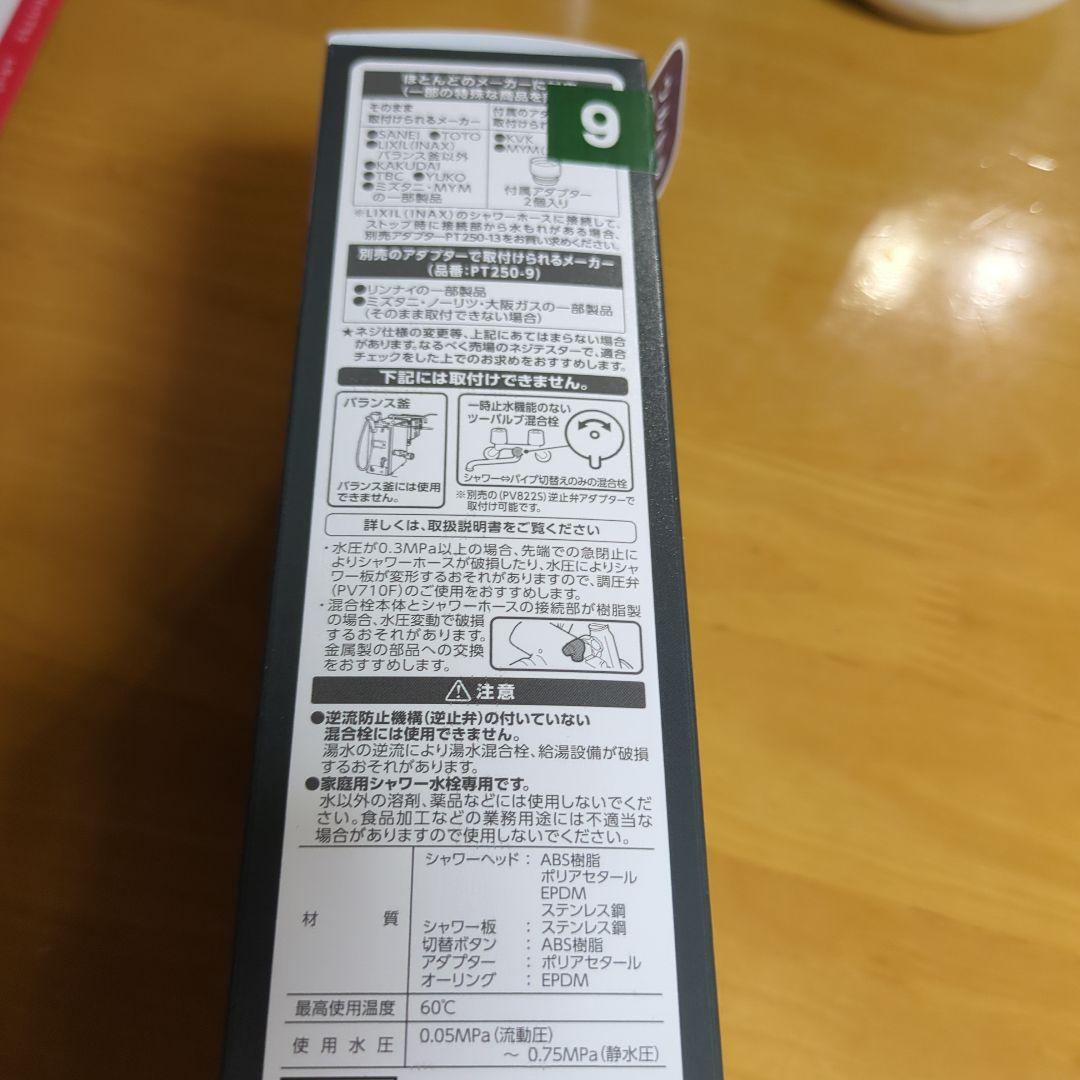 ほとんどのメーカーに
(一部の特殊な商品を
そのまま
取付けられるメーカー
●SANEI ●TOTO
●LIXIL(INAX)
バランス釜以外
●KAKUDAI
●TBC ●YUKO
●ミズタニ・MYM
の一部製品
付属のアダ
取付けられ
●KVK
●MYM(
付属アダプター
2個入り
9
※LIXIL(INAX)のシャワーホースに接続して、
ストップ時に接続部から水もれがある場合、
別売アダプターPT250-13をお買い求めください。
別売のアダプターで取付けられるメーカー
(品番:PT250-9)
●リンナイの一部製品
●ミズタニ・ノーリツ・大阪ガスの一部製品
(そのまま取付できない場合)
★ネジ仕様の変更等、上記にあてはまらない場合
があります。なるべく売場のネジテスターで、適合
チェックをした上でのお求めをおすすめします。
下記には取付けできません。
バランス釜
バランス釜には使用
できません。
一時止水機能のない
ツーバルブ混合栓
シャワー⇔パイプ切替えのみの混合栓
※別売の(PV822S)逆止弁アダプターで
取付け可能です。
詳しくは、取扱説明書をご覧ください
・水圧が0.3MPa以上の場合、先端での急閉止に
よりシャワーホースが破損したり、水圧によりシャ
ワー板が変形するおそれがありますので、調圧弁
(PV710F)のご使用をおすすめします。
・混合栓本体とシャワーホースの接続部が樹脂製
の場合、水圧変動で破損
するおそれがあります。
金属製の部品への交換
をおすすめします。
⚠注意
●逆流防止機構(逆止弁)の付いていない
混合栓には使用できません。
湯水の逆流により湯水混合栓、給湯設備が破損
するおそれがあります。
●家庭用シャワー水栓専用です。
水以外の溶剤、薬品などには使用しないでくだ
さい。食品加工などの業務用途には不適当な
場合がありますので使用しないでください。
材質
シャワーヘッド:ABS樹脂
ポリアセタール
EPDM
ステンレス鋼
シャワー板:ステンレス鋼
切替ボタン:ABS樹脂
アダプター:ポリアセタール
オーリング:EPDM
最高使用温度 60℃
使用水圧 0.05MPa(流動圧)
～0.75MPa(静水圧)